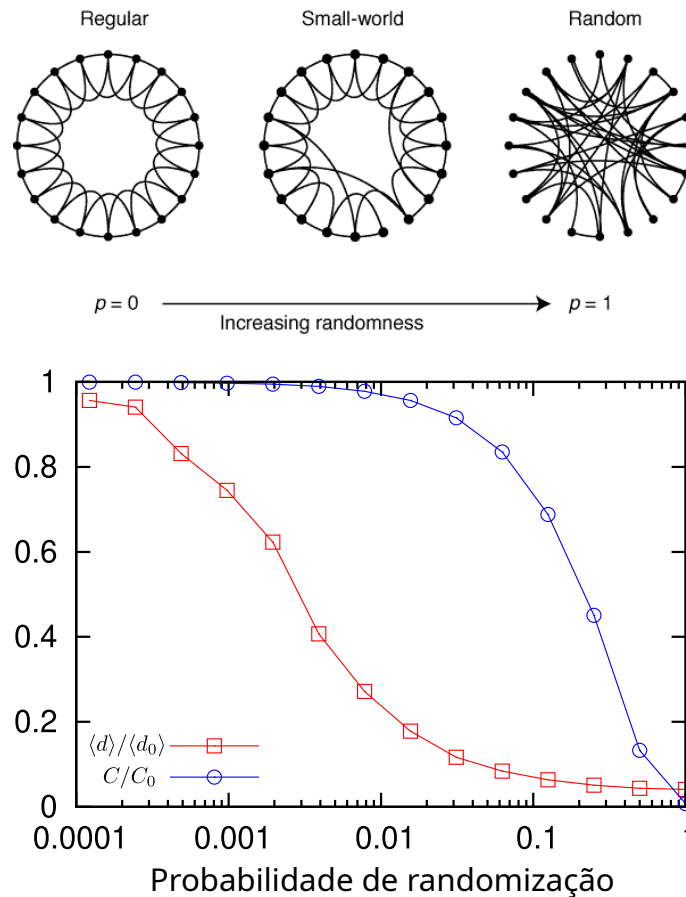 Regular Small-world Random
p = 0 p = 1
Increasing randomness
1
0.8
0.6
0.4
0.2
⟨d⟩/⟨d₀⟩
C/C₀
0
0.0001 0.001 0.01 0.1 1
Probabilidade de randomização